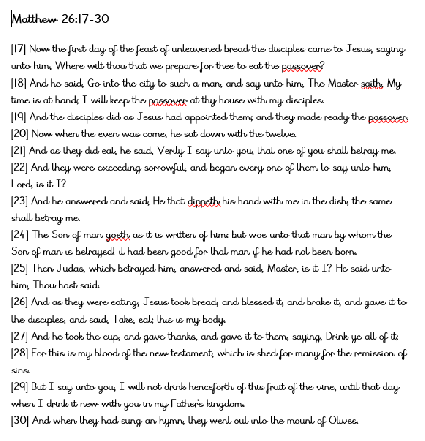 Matthew 26:17-30
[17] Now the first day of the feast of unleavened bread the disciples came to Jesus, saying
unto him, Where wilt thou that we prepare for thee to eat the passover?
[18] And he said, Go into the city to such a man, and say unto him, The Master saith, My
time is at hand; I will keep the passover at thy house with my disciples.
[19] And the disciples did as Jesus had appointed them; and they made ready the passover.
[20] Now when the even was come, he sat down with the twelve.
[21] And as they did eat, he said, Verily I say unto you, that one of you shall betray me.
[22] And they were exceeding sorrowful, and began every one of them to say unto him,
Lord, is it I?
[23] And he answered and said, He that dippeth his hand with me in the dish, the same
shall betray me.
[24] The Son of man goeth as it is written of him: but woe unto that man by whom the
Son of man is betrayed! it had been good for that man if he had not been born.
[25] Then Judas, which betrayed him, answered and said, Master, is it I? He said unto
him, Thou hast said.
[26] And as they were eating, Jesus took bread, and blessed it, and brake it, and gave it to
the disciples, and said, Take, eat; this is my body.
[27] And he took the cup, and gave thanks, and gave it to them, saying, Drink ye all of it;
[28] For this is my blood of the new testament, which is shed for many for the remission of
sins.
[29] But I say unto you, I will not drink henceforth of this fruit of the vine, until that day
when I drink it new with you in my Father's kingdom.
[30] And when they had sung an hymn, they went out into the mount of Olives.